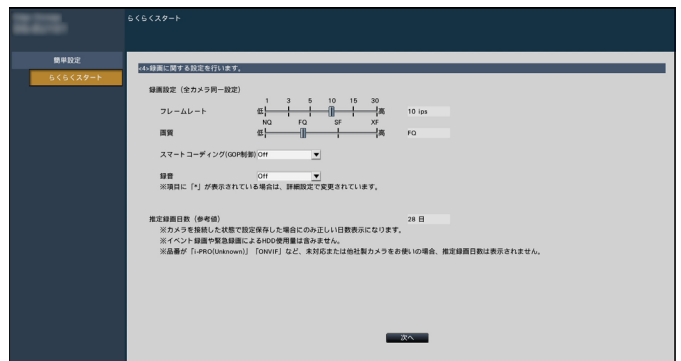 らくらくスタート
簡単設定
らくらくスタート
<4>録画に関する設定を行います。
録画設定（全カメラ同一設定）
1 3 5 10 15 30
フレームレート 低 高 10 ips
NQ FQ SF XF
画質 低 高 FQ
スマートコーディング(GOP制御) Off
録音 Off
※項目に「*」が表示されている場合は、詳細設定で変更されています。
推定録画日数（参考値） 28 日
※カメラを接続した状態で設定保存した場合にのみ正しい日数表示になります。
※イベント録画や緊急録画によるHDD使用量は含みません。
※品番が「i-PRO(Unknown)」「ONVIF」など、未対応または他社製カメラをお使いの場合、推定録画日数は表示されません。
次へ